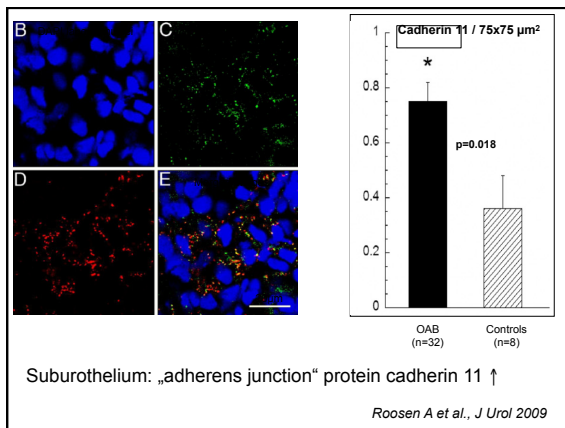 B
C
D
E
Cadherin 11 / 75x75 µm²
1
*
0.8
p=0.018
0.6
0.4
0.2
0
OAB
(n=32)
Controls
(n=8)
Suburothelium: „adherens junction“ protein cadherin 11 ↑
Roosen A et al., J Urol 2009